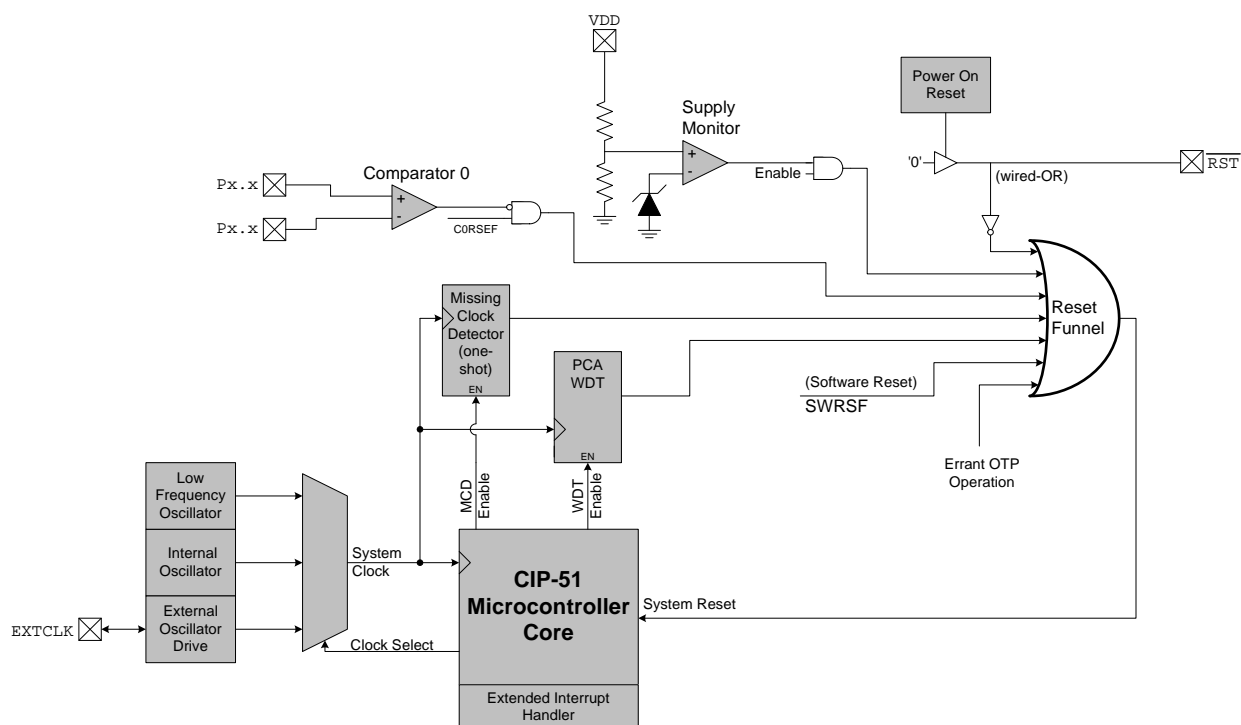 VDD
Power On
Reset
Supply
Monitor
+
-
Enable
'0'
(wired-OR)
RST
Px.x
Px.x
Comparator 0
+
-
C0RSEF
Missing
Clock
Detector
(one-
shot)
EN
PCA
WDT
EN
Reset
Funnel
(Software Reset)
SWRSF
Errant OTP
Operation
Low
Frequency
Oscillator
Internal
Oscillator
External
Oscillator
Drive
EXTCLK
System
Clock
Clock Select
MCD
Enable
WDT
Enable
CIP-51
Microcontroller
Core
System Reset
Extended Interrupt
Handler